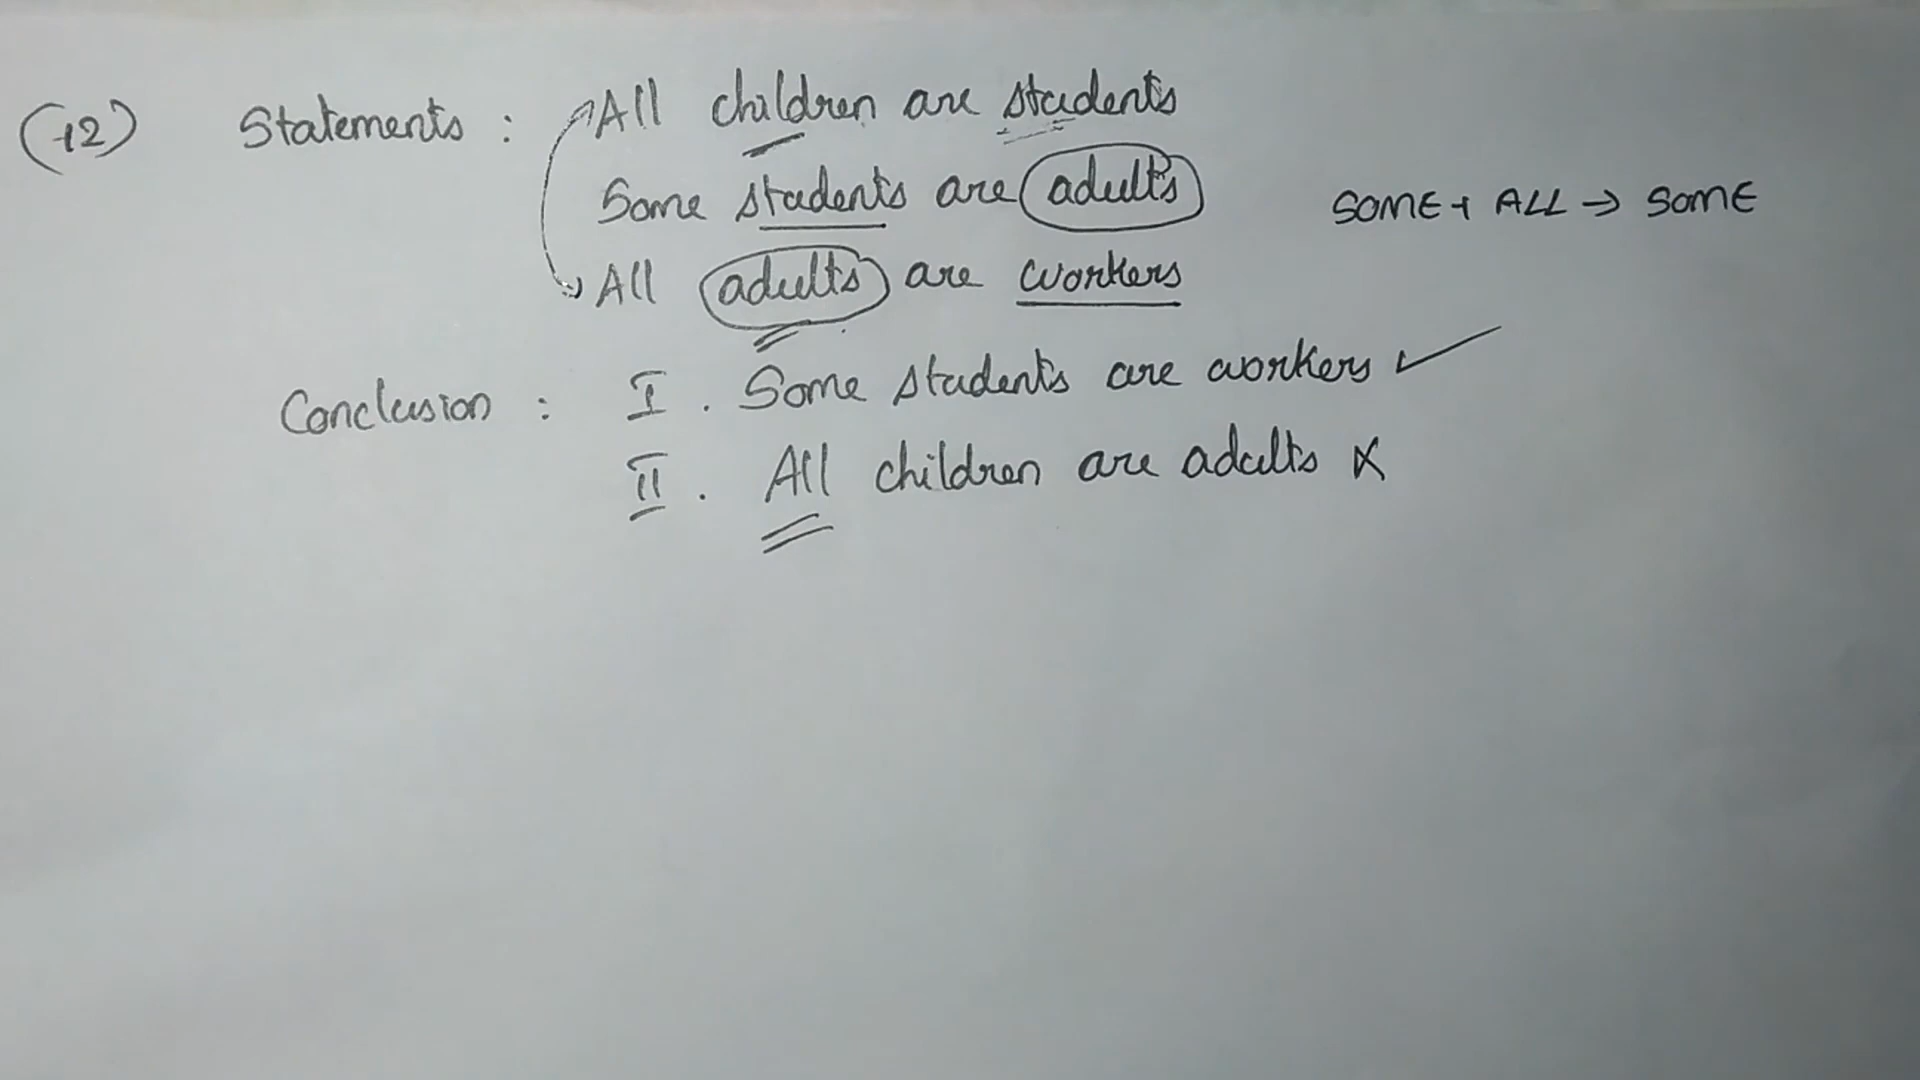 (12) Statements : All children are students
Some students are adults
SOME + ALL → SOME
All adults are workers
Conclusion : I. Some students are workers ✓
II. All children are adults ✗